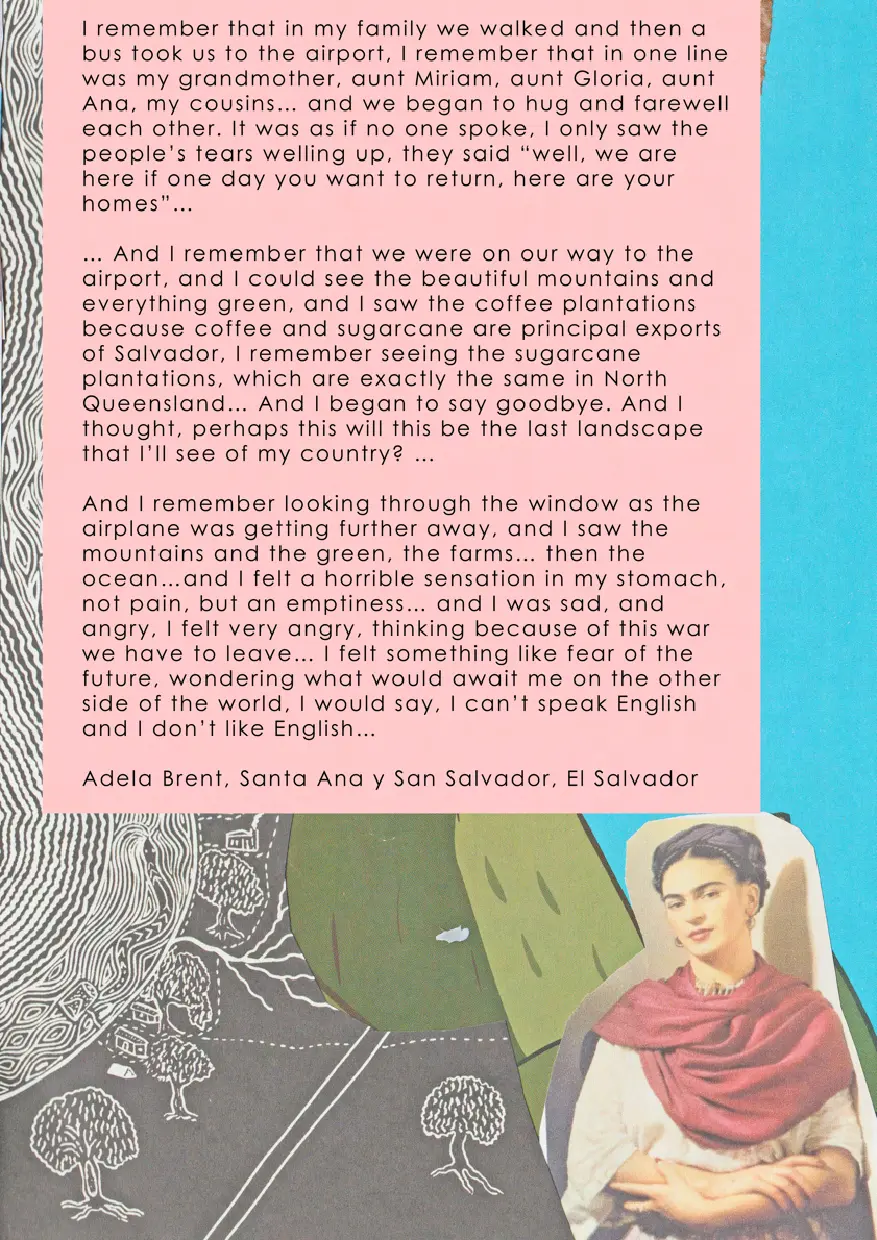 I remember that in my family we walked and then a
bus took us to the airport, I remember that in one line
was my grandmother, aunt Miriam, aunt Gloria, aunt
Ana, my cousins... and we began to hug and farewell
each other. It was as if no one spoke, I only saw the
people's tears welling up, they said “well, we are
here if one day you want to return, here are your
homes”...
... And I remember that we were on our way to the
airport, and I could see the beautiful mountains and
everything green, and I saw the coffee plantations
because coffee and sugarcane are principal exports
of Salvador, I remember seeing the sugarcane
plantations, which are exactly the same in North
Queensland... And I began to say goodbye. And I
thought, perhaps this will this be the last landscape
that I'll see of my country? ...
And I remember looking through the window as the
airplane was getting further away, and I saw the
mountains and the green, the farms... then the
ocean...and I felt a horrible sensation in my stomach,
not pain, but an emptiness... and I was sad, and
angry, I felt very angry, thinking because of this war
we have to leave... I felt something like fear of the
future, wondering what would await me on the other
side of the world, I would say, I can't speak English
and I don't like English...
Adela Brent, Santa Ana y San Salvador, El Salvador